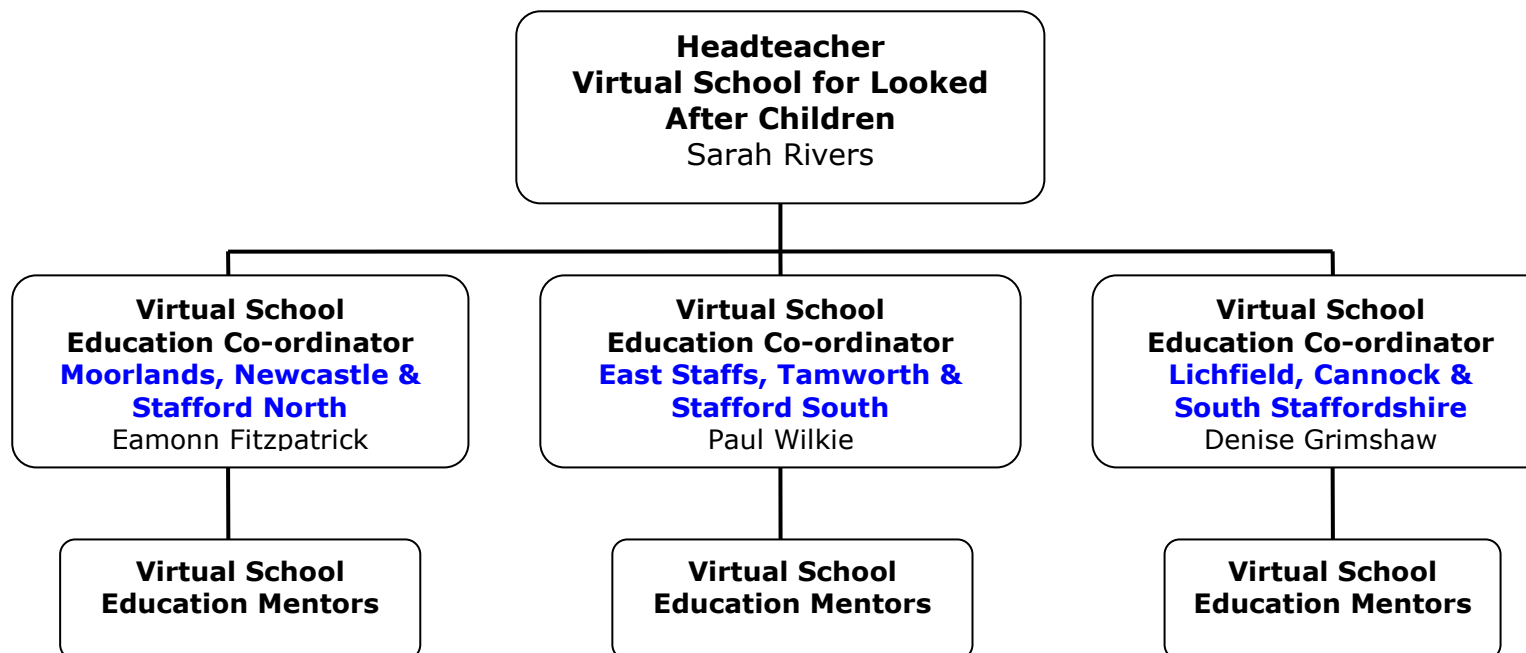 Headteacher
Virtual School for Looked
After Children
Sarah Rivers
Virtual School
Education Co-ordinator
Moorlands, Newcastle &
Stafford North
Eamonn Fitzpatrick
Virtual School
Education Co-ordinator
East Staffs, Tamworth &
Stafford South
Paul Wilkie
Virtual School
Education Co-ordinator
Lichfield, Cannock &
South Staffordshire
Denise Grimshaw
Virtual School
Education Mentors
Virtual School
Education Mentors
Virtual School
Education Mentors